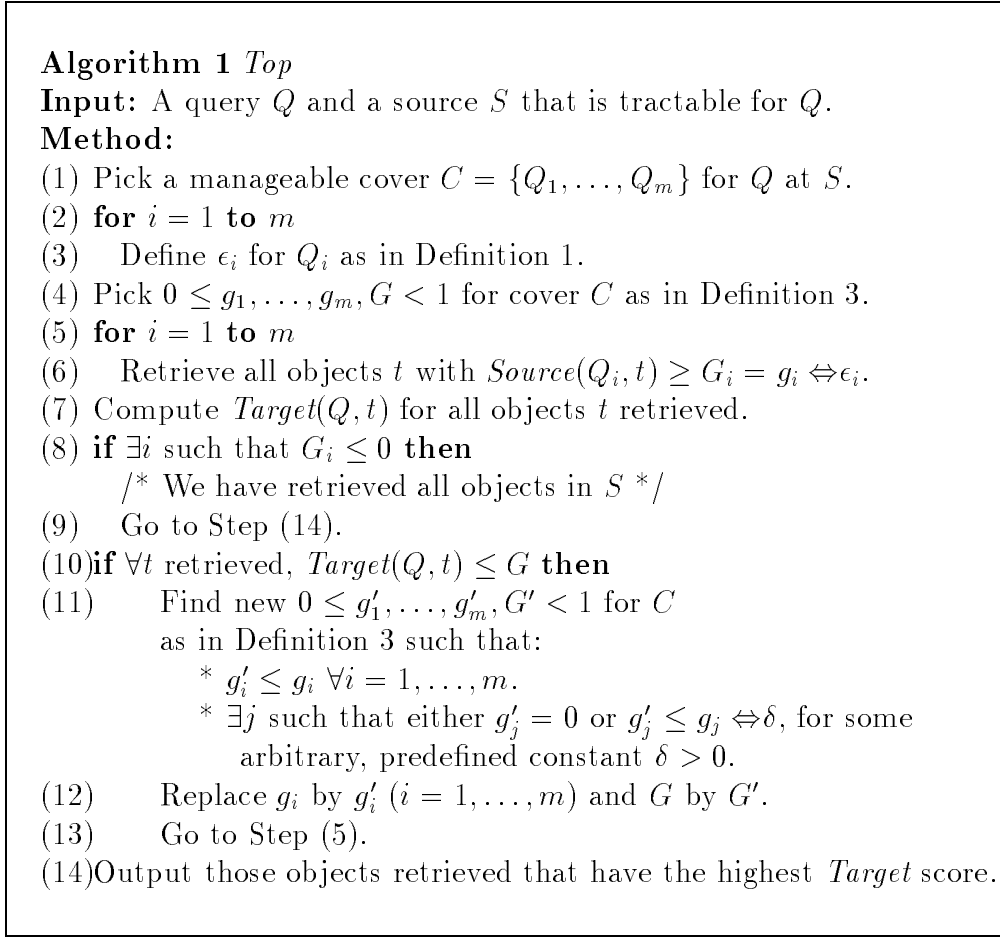 Algorithm 1 Top
Input: A query Q and a source S that is tractable for Q.
Method:
(1) Pick a manageable cover C = {Q₁, . . . , Qₘ} for Q at S.
(2) for i = 1 to m
(3) Define ϵᵢ for Qᵢ as in Definition 1.
(4) Pick 0 ≤ g₁, . . . , gₘ, G < 1 for cover C as in Definition 3.
(5) for i = 1 to m
(6) Retrieve all objects t with Source(Qᵢ, t) ≥ Gᵢ = gᵢ ⇔ϵᵢ.
(7) Compute Target(Q, t) for all objects t retrieved.
(8) if ∃i such that Gᵢ ≤ 0 then
/* We have retrieved all objects in S */
(9) Go to Step (14).
(10)if ∀t retrieved, Target(Q, t) ≤ G then
(11) Find new 0 ≤ g′₁, . . . , g′ₘ, G′ < 1 for C
as in Definition 3 such that:
* g′ᵢ ≤ gᵢ ∀i = 1, . . . , m.
* ∃j such that either g′ⱼ = 0 or g′ⱼ ≤ gⱼ ⇔δ, for some
arbitrary, predefined constant δ > 0.
(12) Replace gᵢ by g′ᵢ (i = 1, . . . , m) and G by G′.
(13) Go to Step (5).
(14)Output those objects retrieved that have the highest Target score.